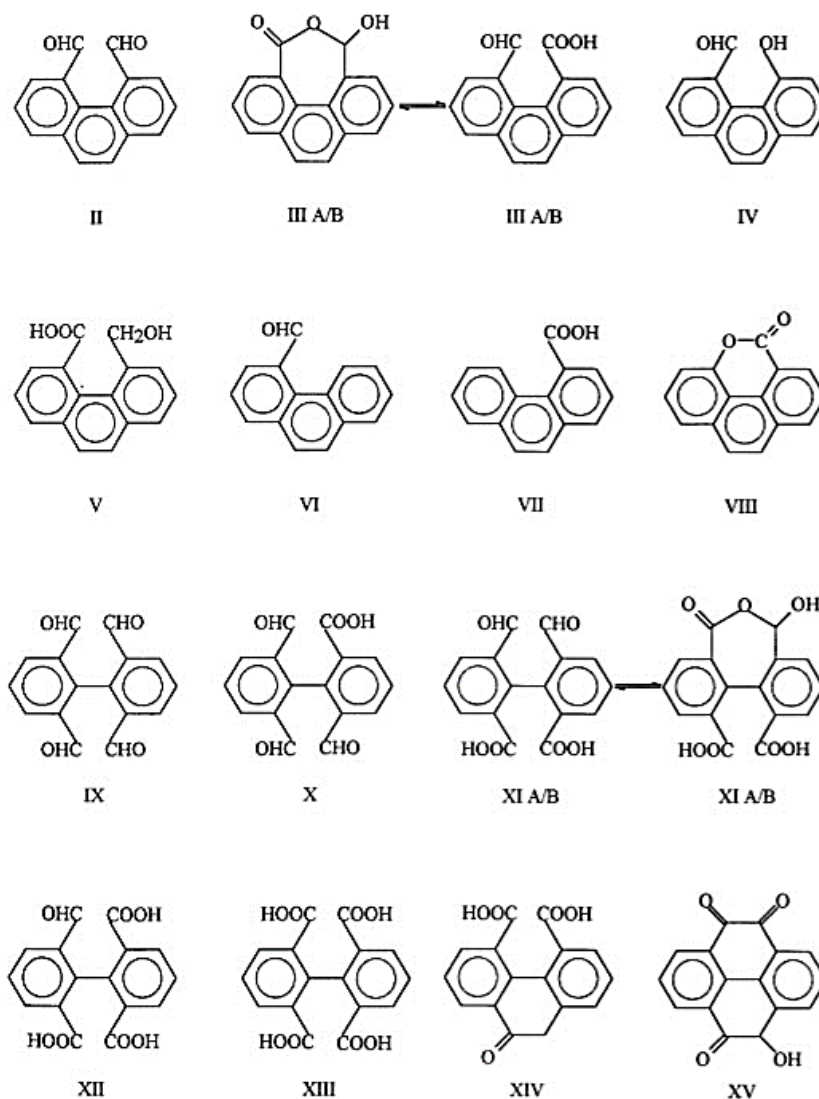 OHC CHO O O OH OHC COOH OHC OH
II III A/B III A/B IV
HOOC CH2OH OHC COOH O C O
V VI VII VIII
OHC CHO OHC COOH OHC CHO O O OH
OHC CHO OHC CHO HOOC COOH HOOC COOH
IX X XI A/B XI A/B
OHC COOH HOOC COOH HOOC COOH O O
HOOC COOH HOOC COOH O O OH
XII XIII XIV XV